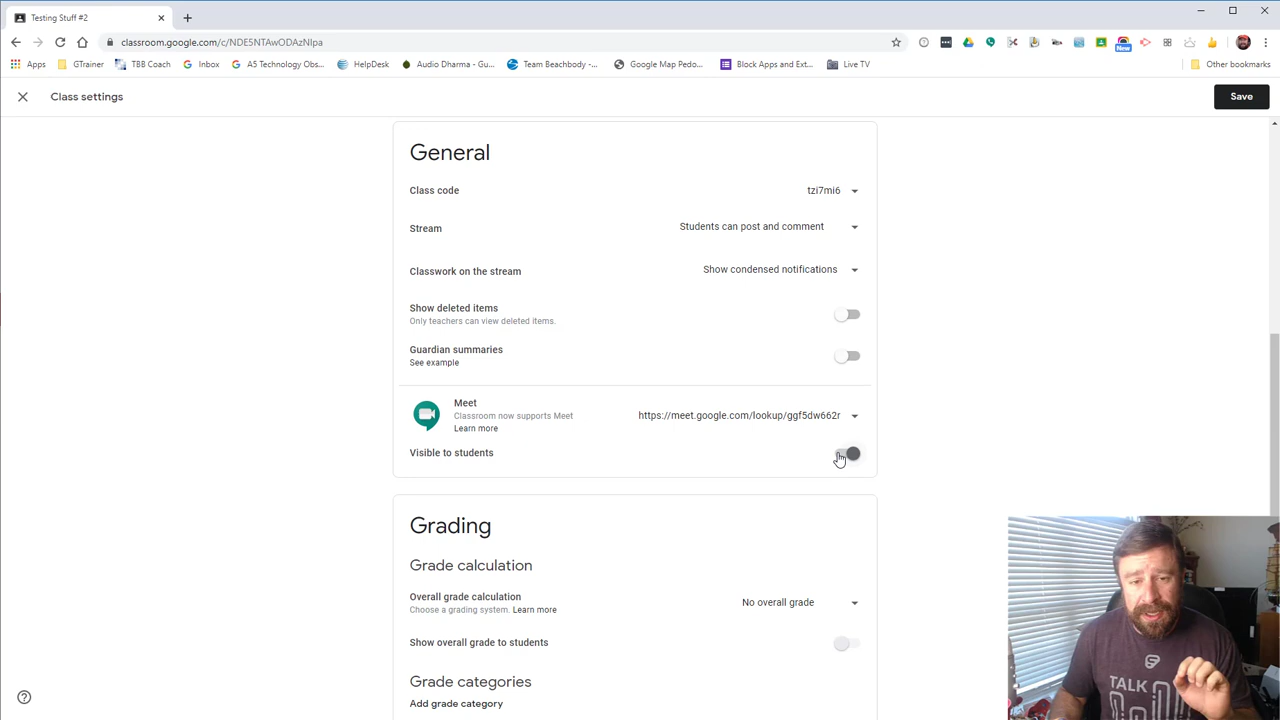 Testing Stuff #2
classroom.google.com/c/NDE5NTAwODAzNlpa
New
Apps
GTrainer
TBB Coach
Inbox
A5 Technology Obs...
HelpDesk
Audio Dharma - Gu...
Team Beachbody -...
Google Map Pedo...
Block Apps and Ext...
Live TV
Other bookmarks
Class settings
Save
General
Class code
tzi7mi6
Stream
Students can post and comment
Classwork on the stream
Show condensed notifications
Show deleted items
Only teachers can view deleted items.
Guardian summaries
See example
Meet
Classroom now supports Meet
Learn more
https://meet.google.com/lookup/ggf5dw662r
Visible to students
Grading
Grade calculation
Overall grade calculation
Choose a grading system. Learn more
No overall grade
Show overall grade to students
Grade categories
Add grade category
TALK